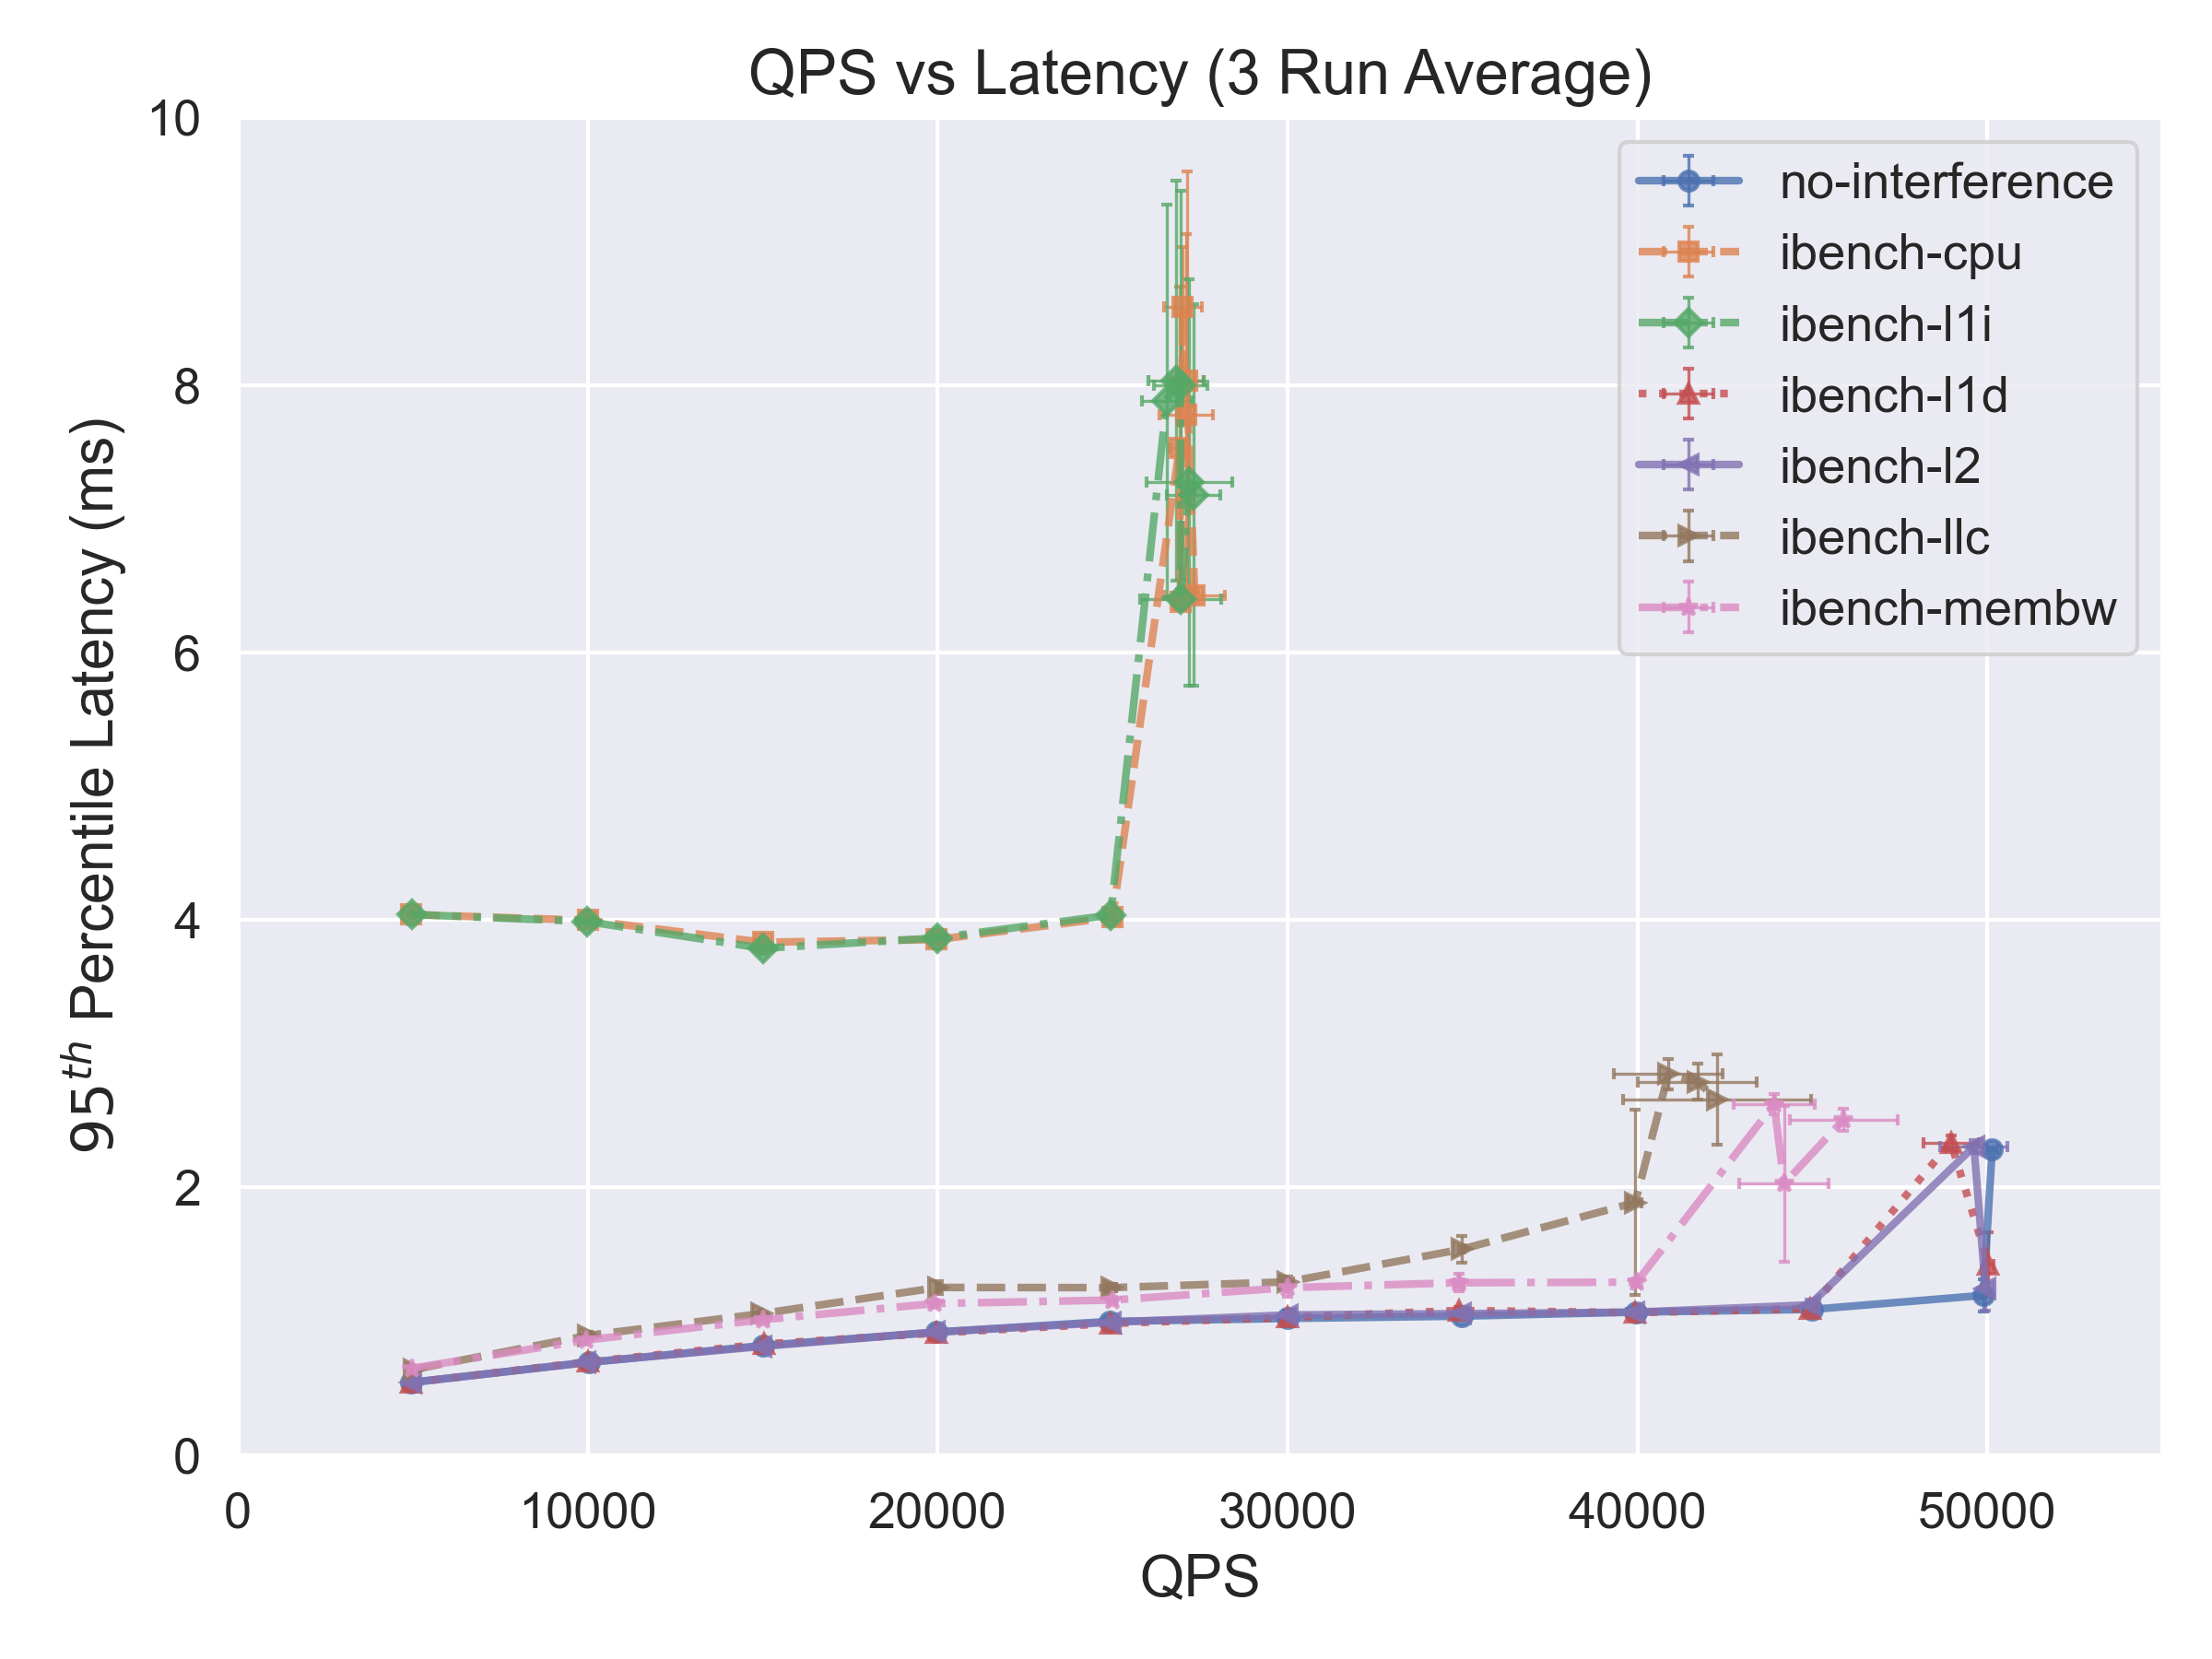 QPS vs Latency (3 Run Average)
10
8
6
4
2
0
95th Percentile Latency (ms)
no-interference
ibench-cpu
ibench-l1i
ibench-l1d
ibench-l2
ibench-llc
ibench-membw
0 10000 20000 30000 40000 50000
QPS